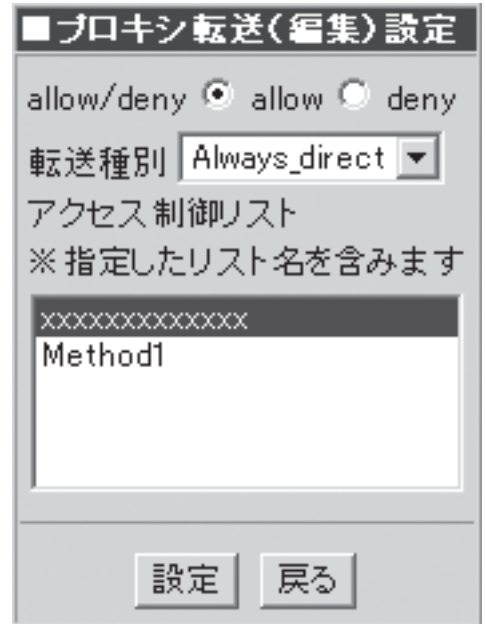 ■プロキシ転送(編集)設定
allow/deny allow deny
転送種別 Always_direct
アクセス制御リスト
※指定したリスト名を含みます
xxxxxxxxxxxxx
Method1
設定 戻る